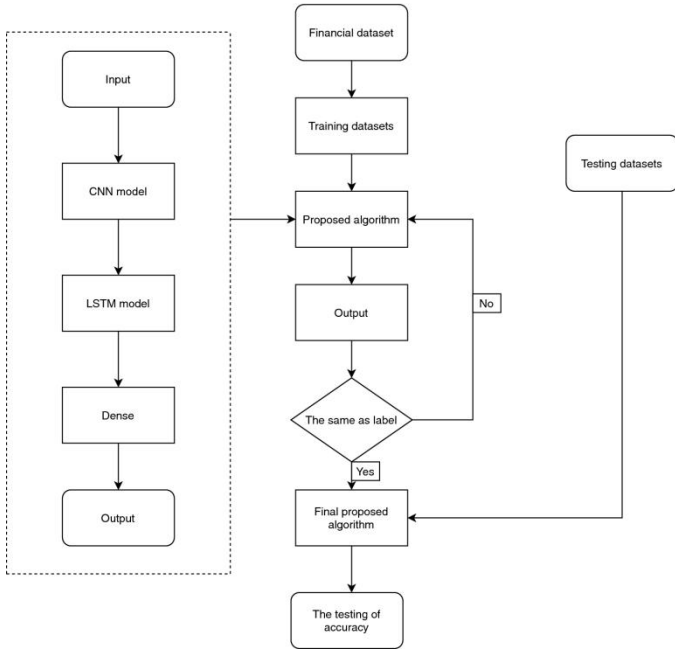 Input
CNN model
LSTM model
Dense
Output
Financial dataset
Training datasets
Proposed algorithm
Output
The same as label
No
Yes
Final proposed
algorithm
The testing of
accuracy
Testing datasets